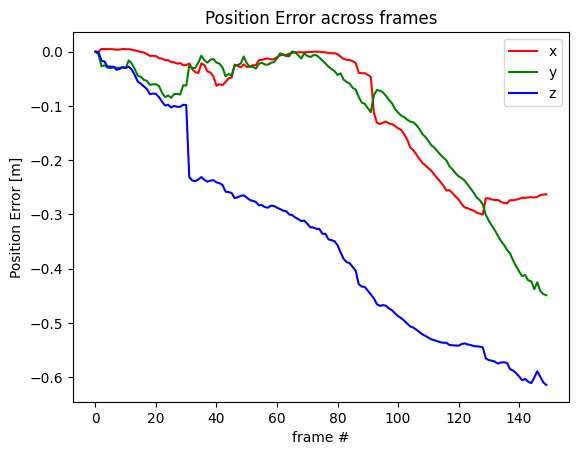 Position Error across frames
x
y
z
Position Error [m]
0.0
−0.1
−0.2
−0.3
−0.4
−0.5
−0.6
0 20 40 60 80 100 120 140
frame #